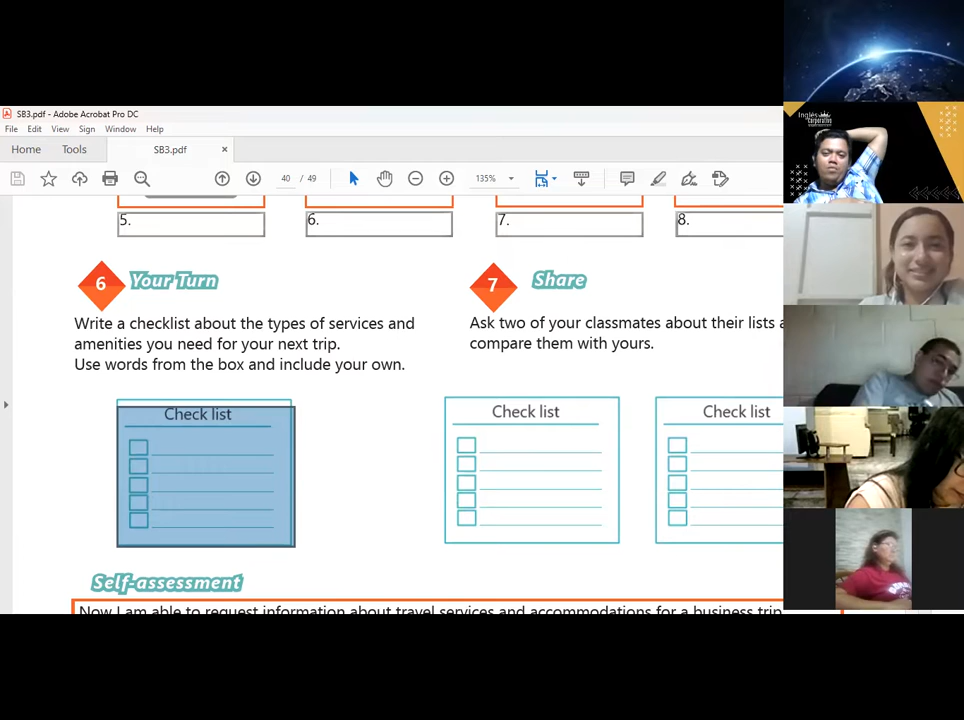 SB3.pdf - Adobe Acrobat Pro DC
File Edit View Sign Window Help
Home Tools SB3.pdf ×
40 / 49 135%
5. 6. 7. 8.
6 Your Turn
Write a checklist about the types of services and
amenities you need for your next trip.
Use words from the box and include your own.
Check list
7 Share
Ask two of your classmates about their lists
compare them with yours.
Check list
Check list
Self-assessment
Now I am able to request information about travel services and accommodations for a business trip
Inglés
corporativo